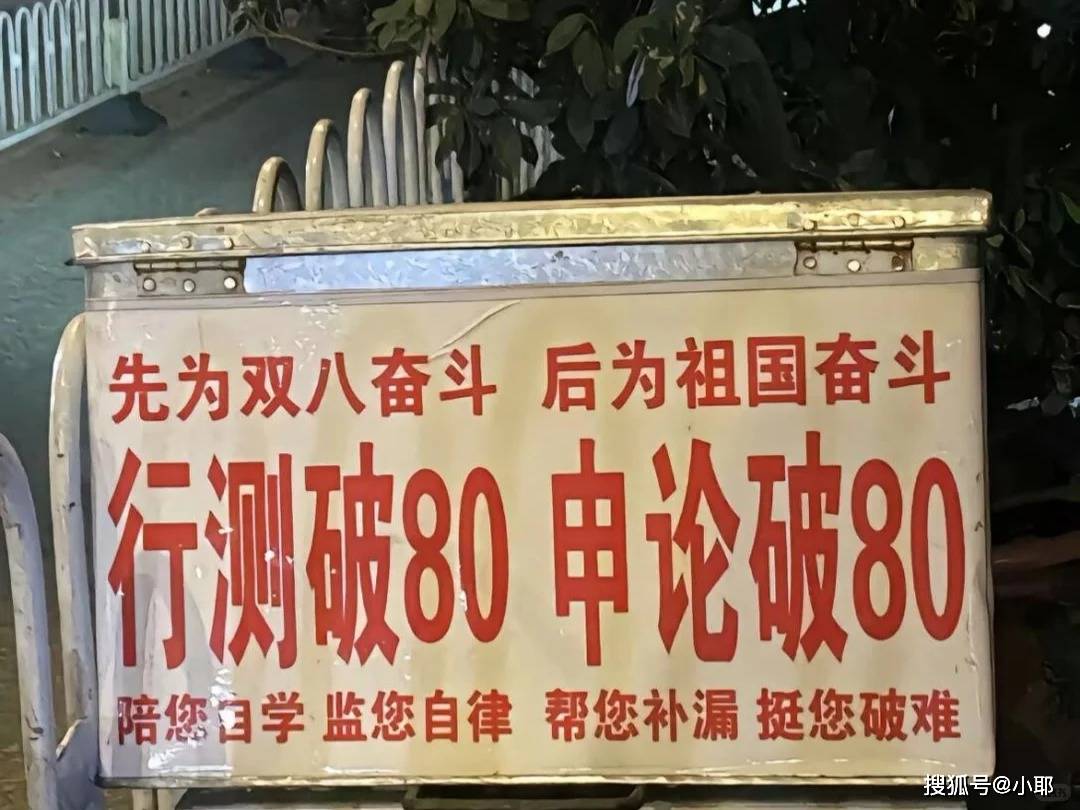 先为双八奋斗 后为祖国奋斗
行测破80 申论破80
陪您自学 监您自律 帮您补漏 挺您破难
搜狐号@小耶